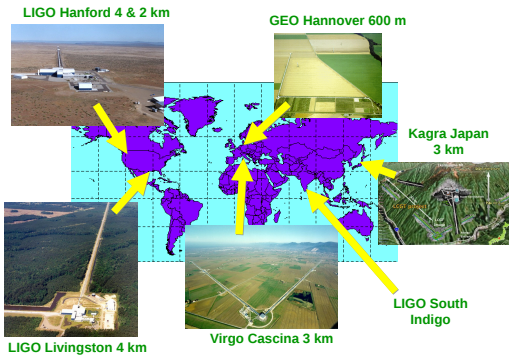 LIGO Hanford 4 & 2 km
GEO Hannover 600 m
Kagra Japan
3 km
LIGO South
Indigo
Virgo Cascina 3 km
LIGO Livingston 4 km